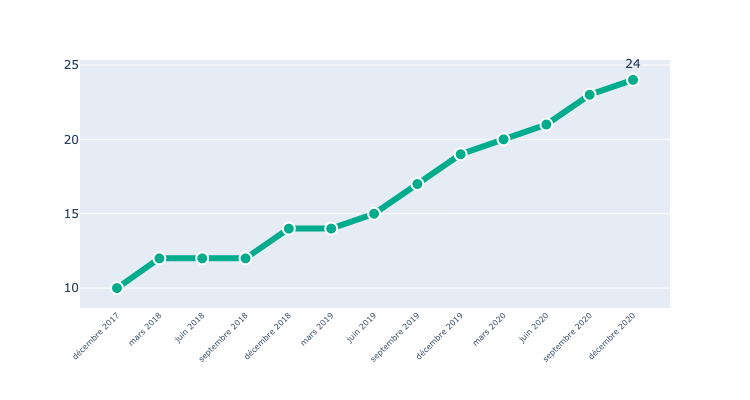 25
24
20
15
10
décembre 2017
mars 2018
juin 2018
septembre 2018
décembre 2018
mars 2019
juin 2019
septembre 2019
décembre 2019
mars 2020
juin 2020
septembre 2020
décembre 2020